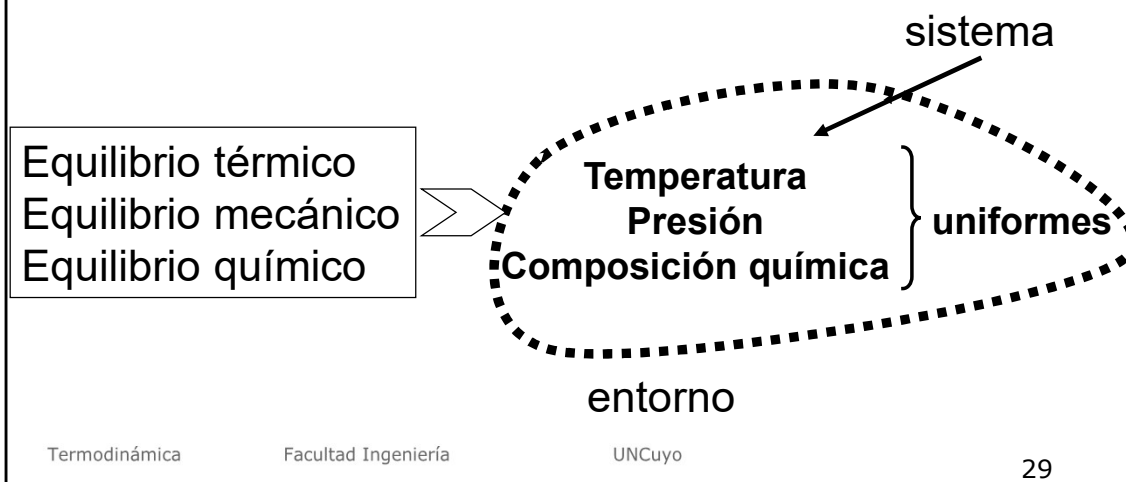 sistema
Equilibrio térmico
Equilibrio mecánico
Equilibrio químico
Temperatura
Presión
Composición química
uniformes
entorno
Termodinámica Facultad Ingeniería UNCuyo
29